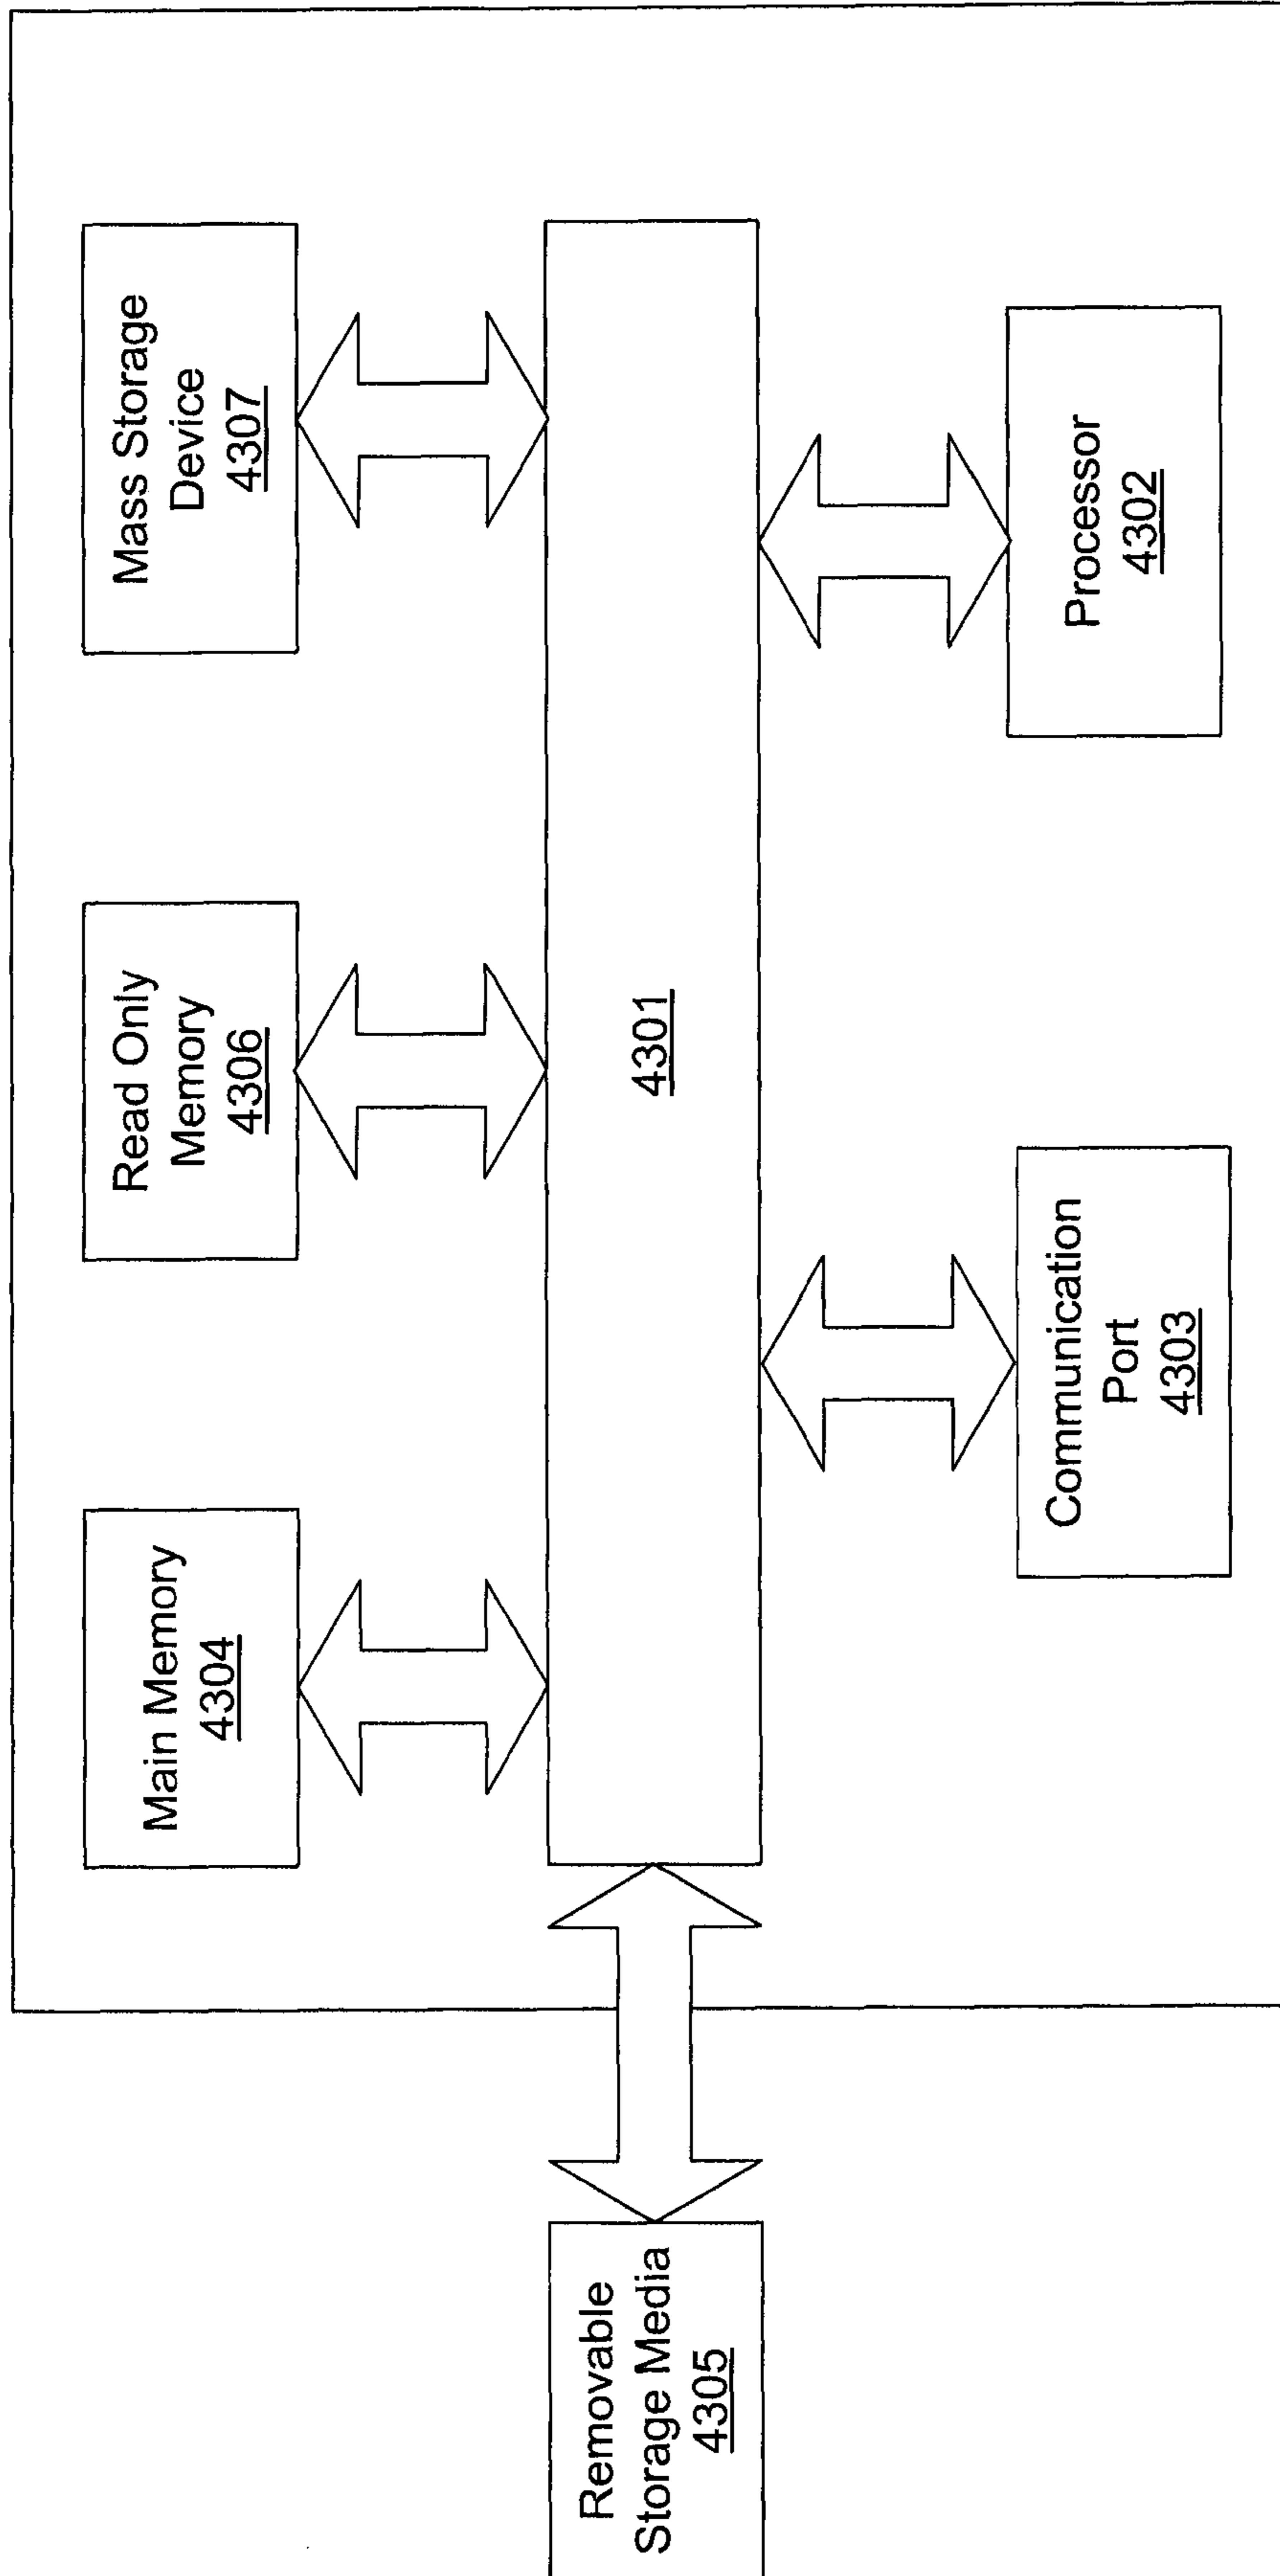 Main Memory
4304
Read Only
Memory
4306
Mass Storage
Device
4307
Removable
Storage Media
4305
4301
Communication
Port
4303
Processor
4302